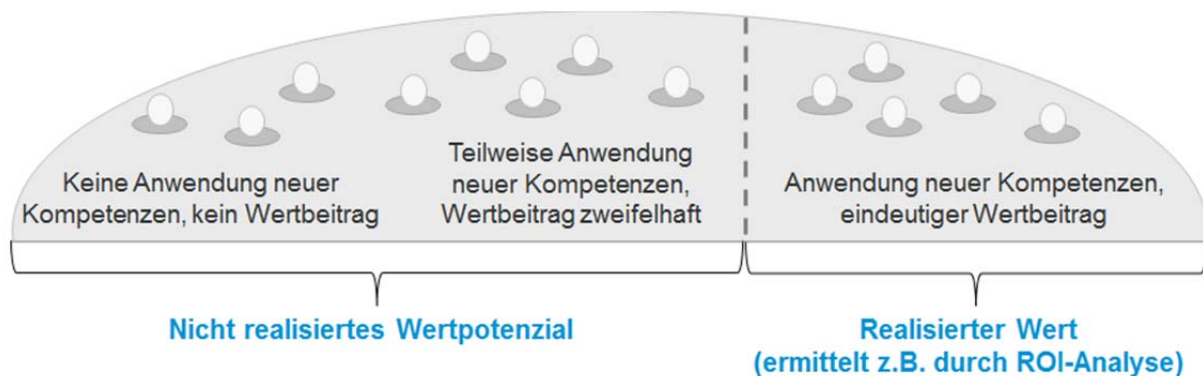 Keine Anwendung neuer
Kompetenzen, kein Wertbeitrag
Teilweise Anwendung
neuer Kompetenzen,
Wertbeitrag zweifelhaft
Anwendung neuer Kompetenzen,
eindeutiger Wertbeitrag
Nicht realisiertes Wertpotenzial
Realisierter Wert
(ermittelt z.B. durch ROI-Analyse)